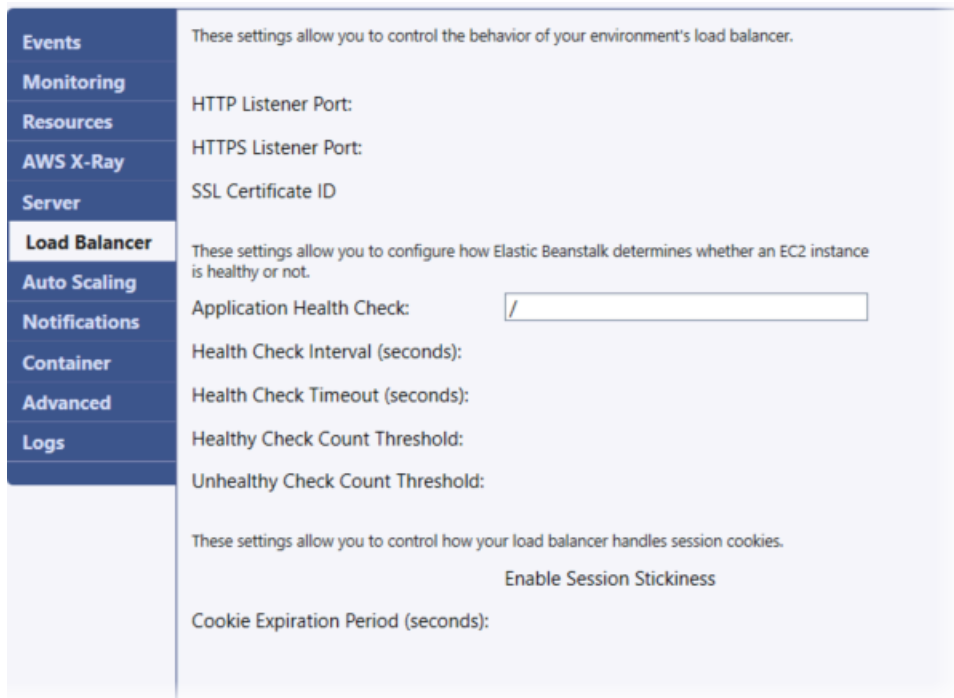 Events
Monitoring
Resources
AWS X-Ray
Server
Load Balancer
Auto Scaling
Notifications
Container
Advanced
Logs
These settings allow you to control the behavior of your environment's load balancer.
HTTP Listener Port:
HTTPS Listener Port:
SSL Certificate ID
These settings allow you to configure how Elastic Beanstalk determines whether an EC2 instance
is healthy or not.
Application Health Check: /
Health Check Interval (seconds):
Health Check Timeout (seconds):
Healthy Check Count Threshold:
Unhealthy Check Count Threshold:
These settings allow you to control how your load balancer handles session cookies.
Enable Session Stickiness
Cookie Expiration Period (seconds):